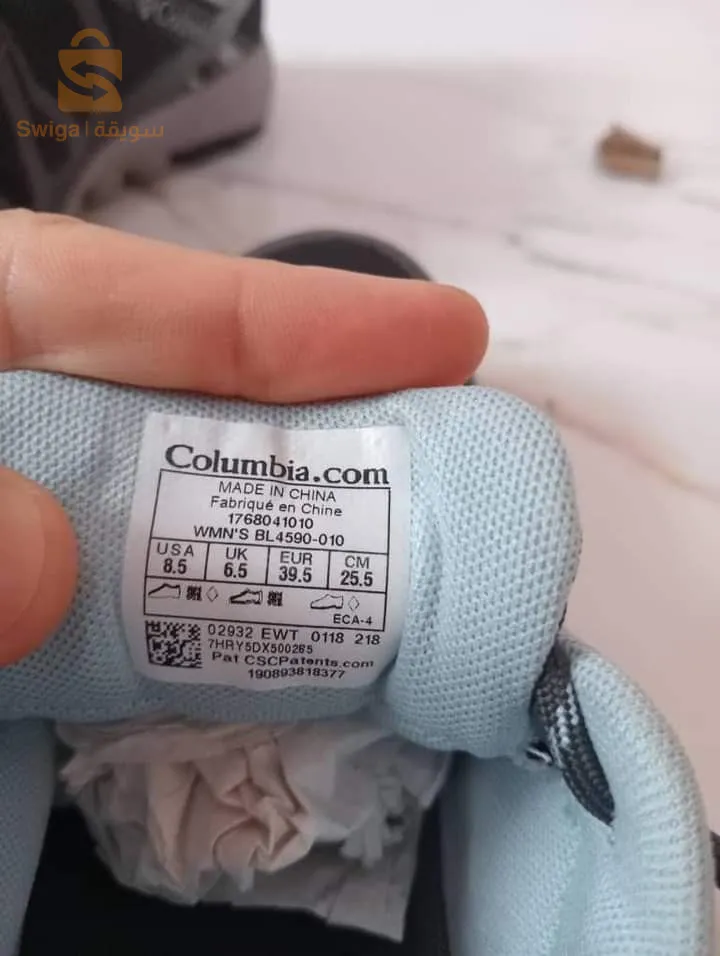 Swiga | سويقة
Columbia.com
MADE IN CHINA
Fabriqué en Chine
1768041010
WMN'S BL4590-010
USA UK EUR CM
8.5 6.5 39.5 25.5
ECA-4
02932 EWT 0118 218
7HRY5DX500265
Pat CSCPatents.com
190893818377